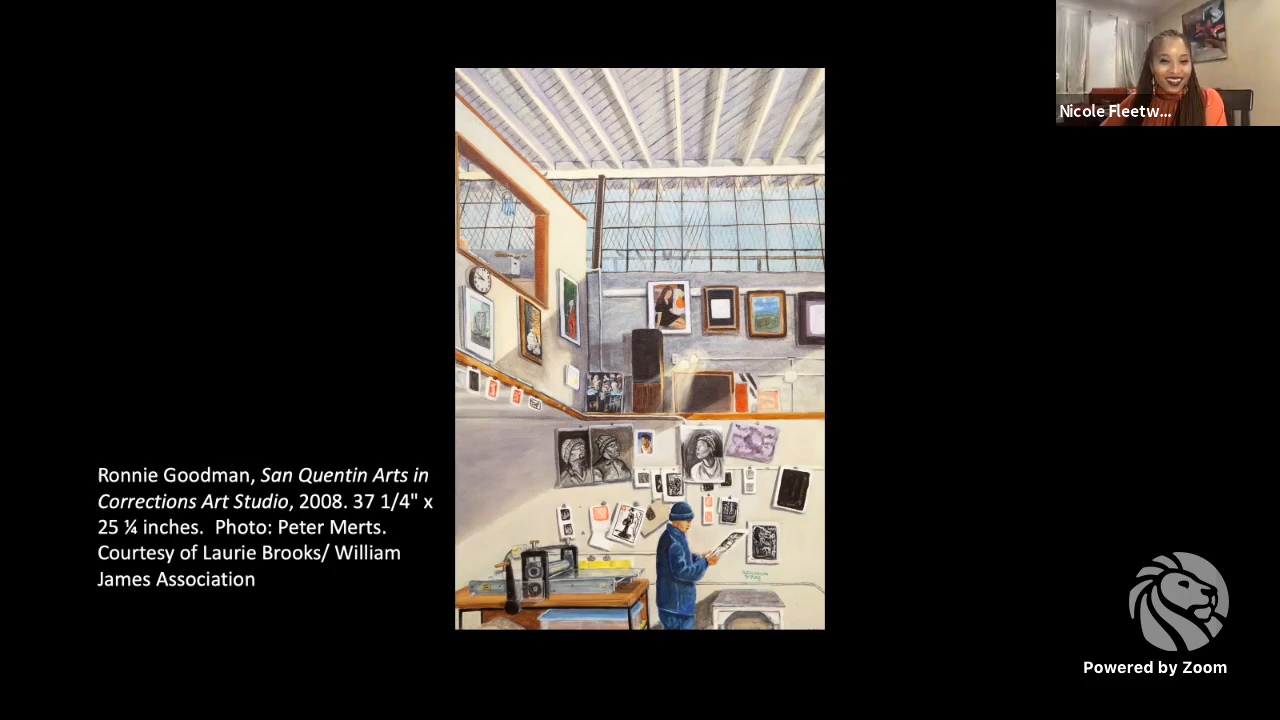 Nicole Fleetw...
Ronnie Goodman, San Quentin Arts in
Corrections Art Studio, 2008. 37 1/4" x
25 ¼ inches.  Photo: Peter Merts.
Courtesy of Laurie Brooks/ William
James Association
Powered by Zoom